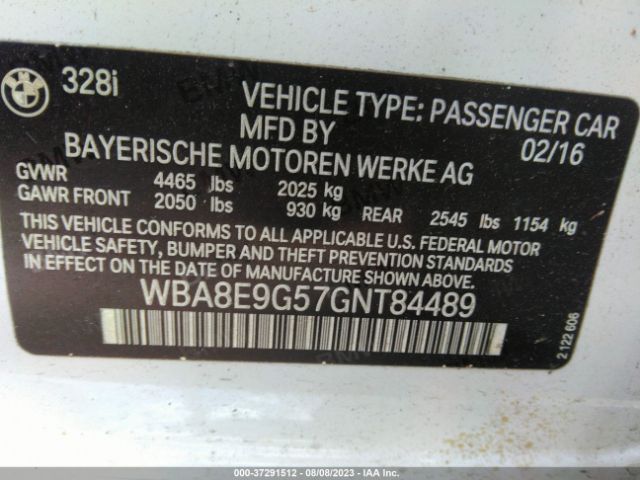 BMW
328i
VEHICLE TYPE: PASSENGER CAR
MFD BY
02/16
BAYERISCHE MOTOREN WERKE AG
GVWR 4465 lbs 2025 kg
GAWR FRONT 2050 lbs 930 kg REAR 2545 lbs 1154 kg
THIS VEHICLE CONFORMS TO ALL APPLICABLE U.S. FEDERAL MOTOR
VEHICLE SAFETY, BUMPER AND THEFT PREVENTION STANDARDS IN
EFFECT ON THE DATE OF MANUFACTURE SHOWN ABOVE.
WBA8E9G57GNT84489
2 122 606
000-37291512 - 08/08/2023 - IAA Inc.